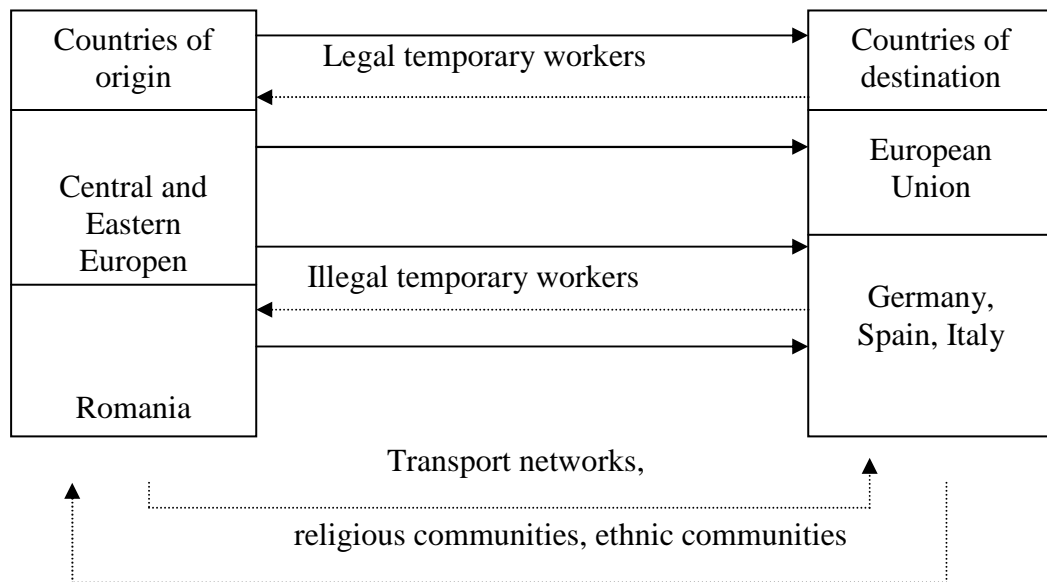 Countries of
origin
Legal temporary workers
Countries of
destination
Central and
Eastern
Europen
European
Union
Illegal temporary workers
Germany,
Spain, Italy
Romania
Transport networks,
religious communities, ethnic communities